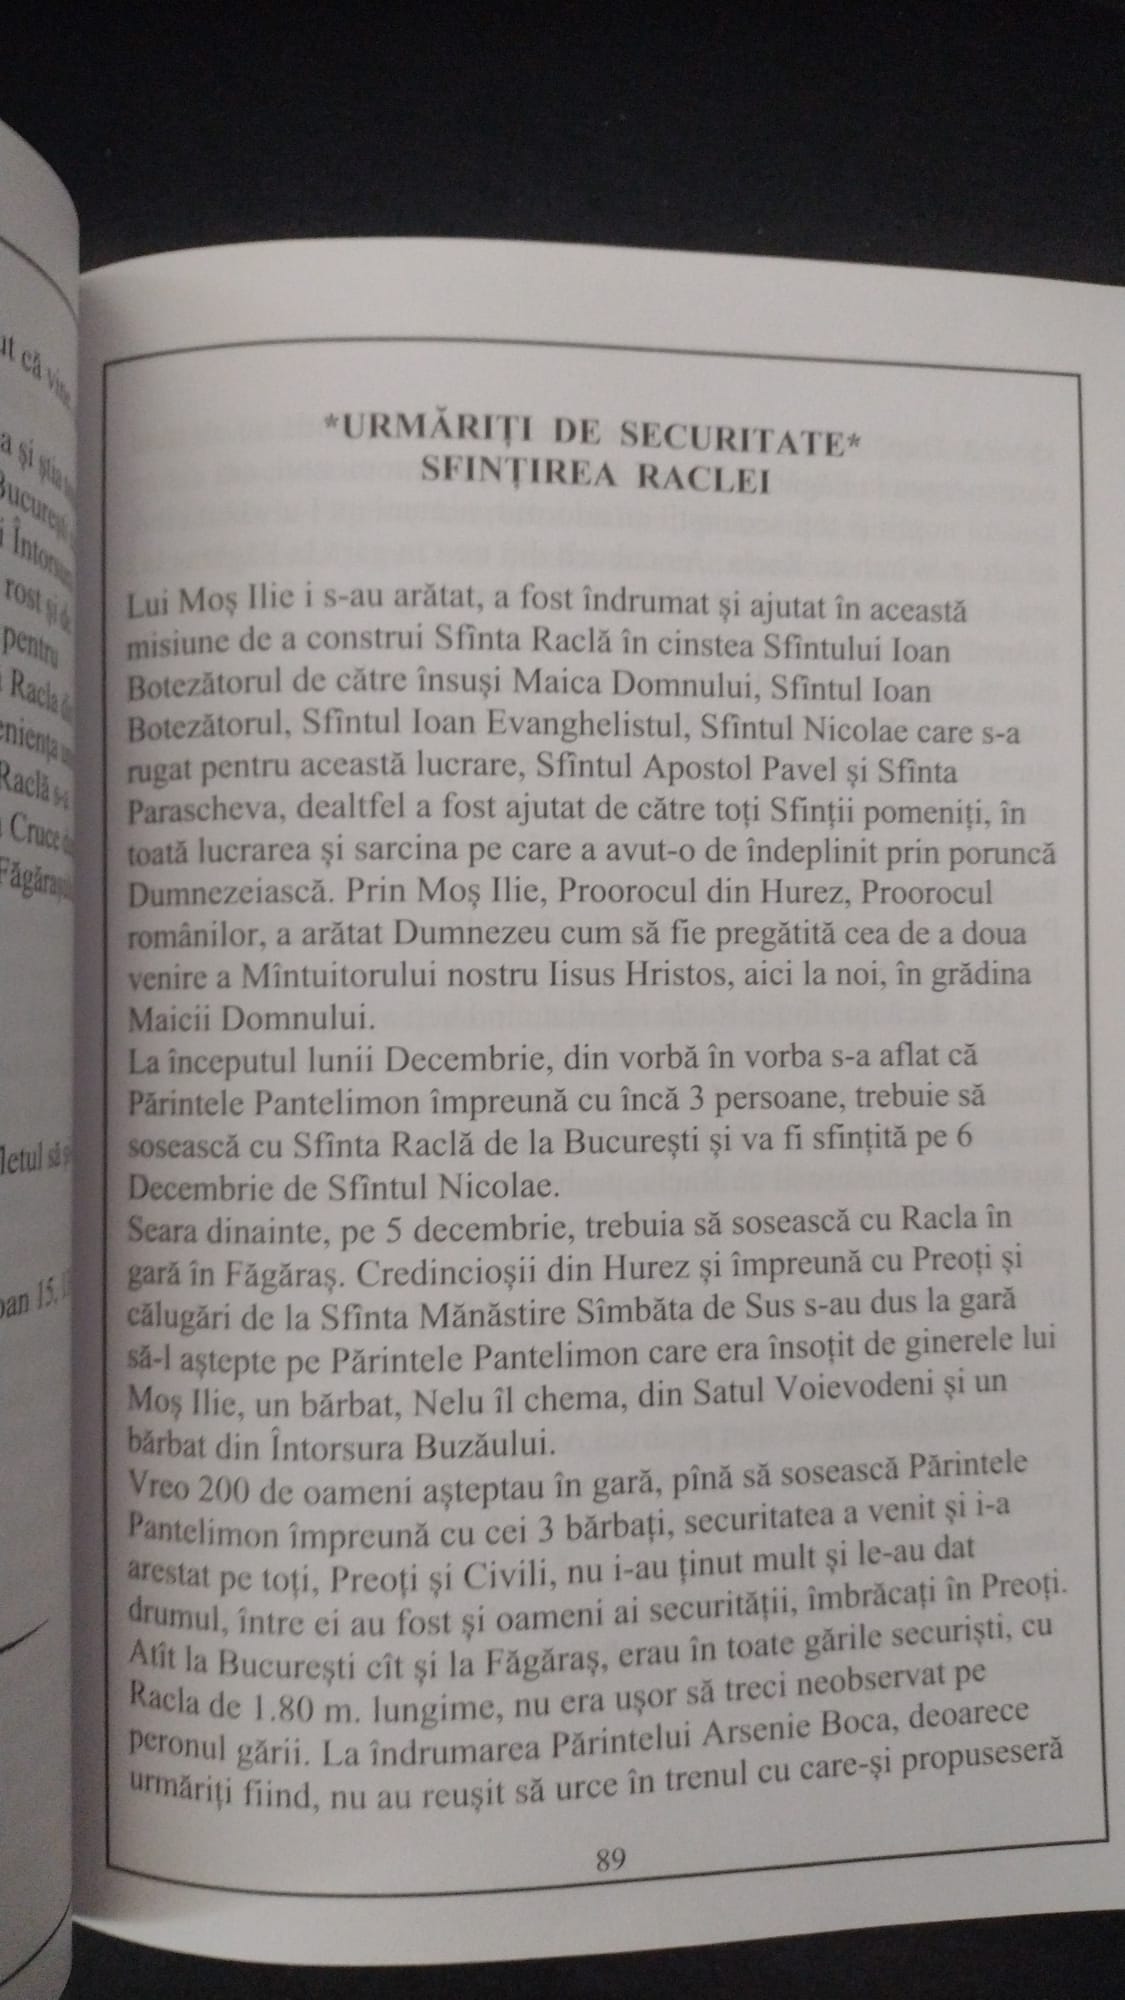 *URMĂRIȚI DE SECURITATE*
SFINȚIREA RACLEI
Lui Moș Ilie i s-au arătat, a fost îndrumat și ajutat în această
misiune de a construi Sfînta Raclă în cinstea Sfîntului Ioan
Botezătorul de către însuși Maica Domnului, Sfîntul Ioan
Botezătorul, Sfîntul Ioan Evanghelistul, Sfîntul Nicolae care s-a
rugat pentru această lucrare, Sfîntul Apostol Pavel și Sfînta
Parascheva, dealtfel a fost ajutat de către toți Sfinții pomeniți, în
toată lucrarea și sarcina pe care a avut-o de îndeplinit prin poruncă
Dumnezeiască. Prin Moș Ilie, Proorocul din Hurez, Proorocul
românilor, a arătat Dumnezeu cum să fie pregătită cea de a doua
venire a Mîntuitorului nostru Iisus Hristos, aici la noi, în grădina
Maicii Domnului.
La începutul lunii Decembrie, din vorbă în vorba s-a aflat că
Părintele Pantelimon împreună cu încă 3 persoane, trebuie să
sosească cu Sfînta Raclă de la București și va fi sfințită pe 6
Decembrie de Sfîntul Nicolae.
Seara dinainte, pe 5 decembrie, trebuia să sosească cu Racla în
gară în Făgăraș. Credincioșii din Hurez și împreună cu Preoți și
călugări de la Sfînta Mănăstire Sîmbăta de Sus s-au dus la gară
să-l aștepte pe Părintele Pantelimon care era însoțit de ginerele lui
Moș Ilie, un bărbat, Nelu îl chema, din Satul Voievodeni și un
bărbat din Întorsura Buzăului.
Vreo 200 de oameni așteptau în gară, pînă să sosească Părintele
Pantelimon împreună cu cei 3 bărbați, securitatea a venit și i-a
arestat pe toți, Preoți și Civili, nu i-au ținut mult și le-au dat
drumul, între ei au fost și oameni ai securității, îmbrăcați în Preoți.
Atît la București cît și la Făgăraș, erau în toate gările securiști, cu
Racla de 1.80 m. lungime, nu era ușor să treci neobservat pe
peronul gării. La îndrumarea Părintelui Arsenie Boca, deoarece
urmăriți fiind, nu au reușit să urce în trenul cu care-și propuseseră
89